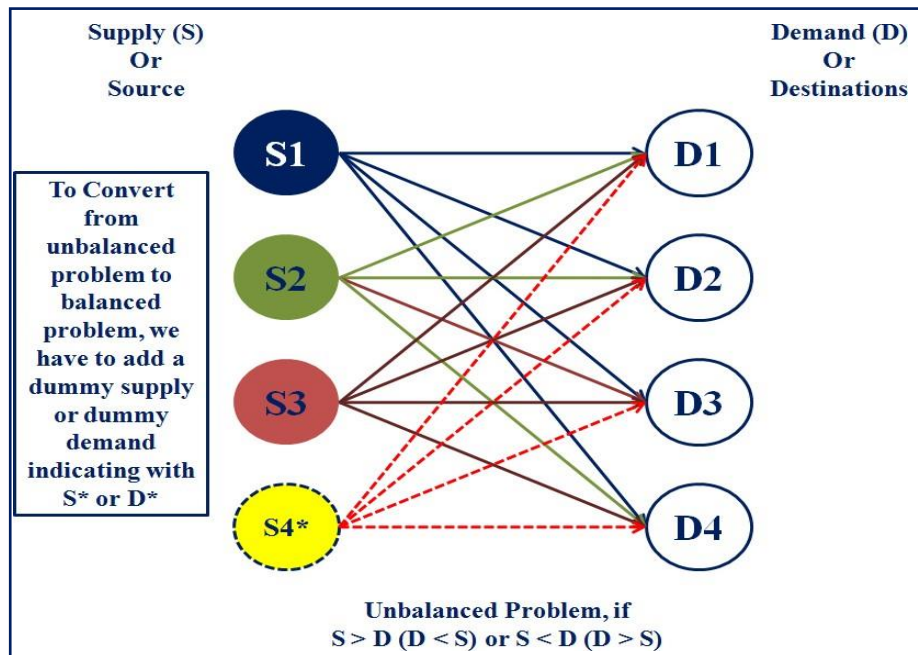 Supply (S)
Or
Source
Demand (D)
Or
Destinations
To Convert
from
unbalanced
problem to
balanced
problem, we
have to add a
dummy supply
or dummy
demand
indicating with
S* or D*
S1
S2
S3
S4*
D1
D2
D3
D4
Unbalanced Problem, if
S > D (D < S) or S < D (D > S)